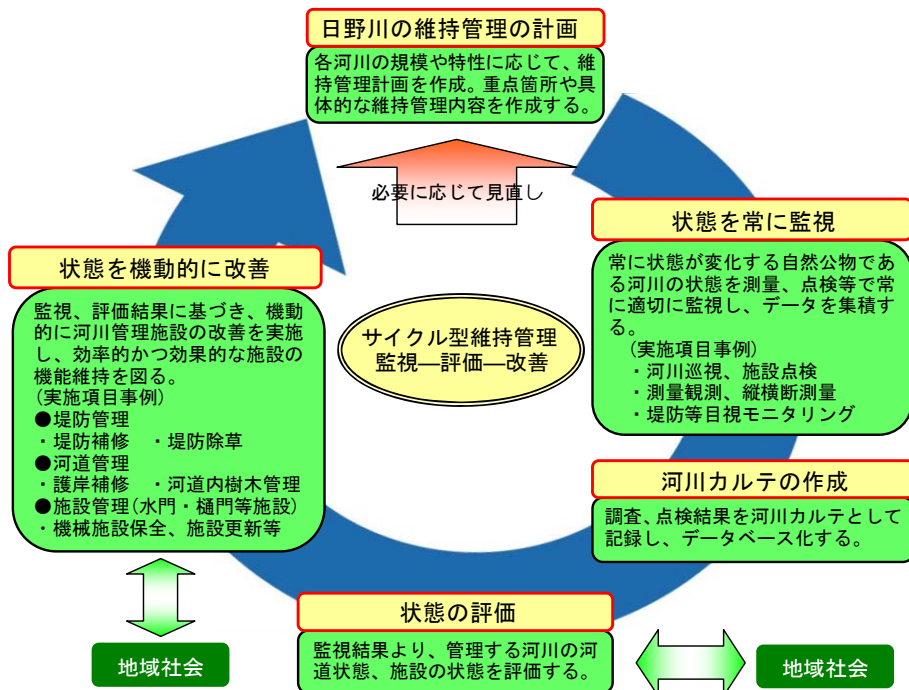 日野川の維持管理の計画
各河川の規模や特性に応じて、維
持管理計画を作成。重点箇所や具
体的な維持管理内容を作成する。
必要に応じて見直し
状態を常に監視
常に状態が変化する自然公物であ
る河川の状態を測量、点検等で常
に適切に監視し、データを集積す
る。
(実施項目事例)
・河川巡視、施設点検
・測量観測、縦横断測量
・堤防等目視モニタリング
サイクル型維持管理
監視―評価―改善
河川カルテの作成
調査、点検結果を河川カルテとして
記録し、データベース化する。
状態の評価
監視結果より、管理する河川の河
道状態、施設の状態を評価する。
地域社会
状態を機動的に改善
監視、評価結果に基づき、機動
的に河川管理施設の改善を実施
し、効率的かつ効果的な施設の
機能維持を図る。
(実施項目事例)
●堤防管理
・堤防補修 ・堤防除草
●河道管理
・護岸補修 ・河道内樹木管理
●施設管理(水門・樋門等施設)
・機械施設保全、施設更新等
地域社会